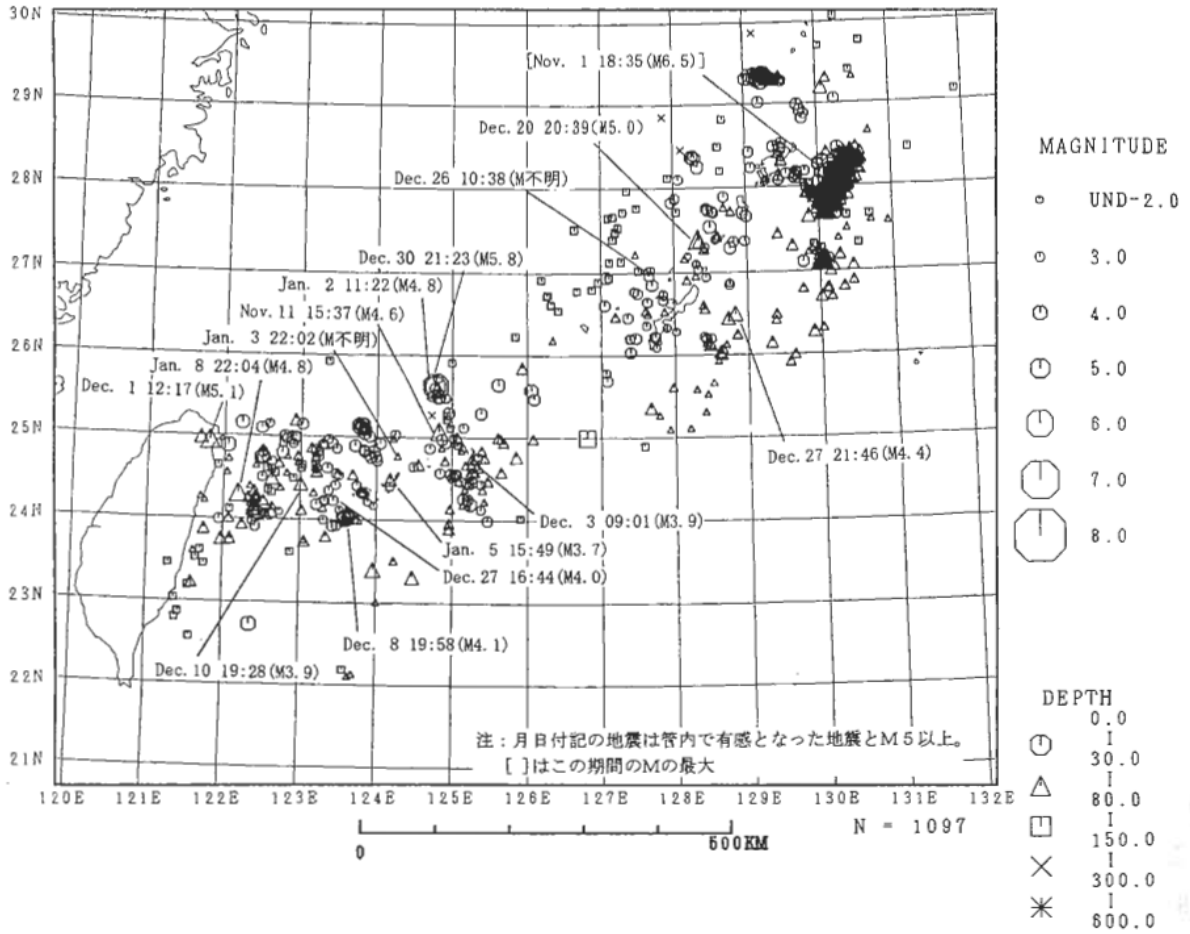 30N
29N
28N
27N
26N
25N
24N
23N
22N
21N
[Nov. 1 18:35(M6.5)]
Dec.20 20:39(M5.0)
Dec.26 10:38(M不明)
Dec.30 21:23(M5.8)
Jan. 2 11:22(M4.8)
Nov.11 15:37(M4.6)
Jan. 3 22:02(M不明)
Jan. 8 22:04(M4.8)
Dec. 1 12:17(M5.1)
Dec.27 21:46(M4.4)
Dec. 3 09:01(M3.9)
Jan. 5 15:49(M3.7)
Dec.27 16:44(M4.0)
Dec. 8 19:58(M4.1)
Dec.10 19:28(M3.9)
注：月日付記の地震は管内で有感となった地震とM5以上。
[ ]はこの期間のMの最大
120E 121E 122E 123E 124E 125E 126E 127E 128E 129E 130E 131E 132E
N = 1097
0 500KM
MAGNITUDE
UND-2.0
3.0
4.0
5.0
6.0
7.0
8.0
DEPTH
0.0
I
30.0
I
80.0
I
150.0
I
300.0
I
600.0